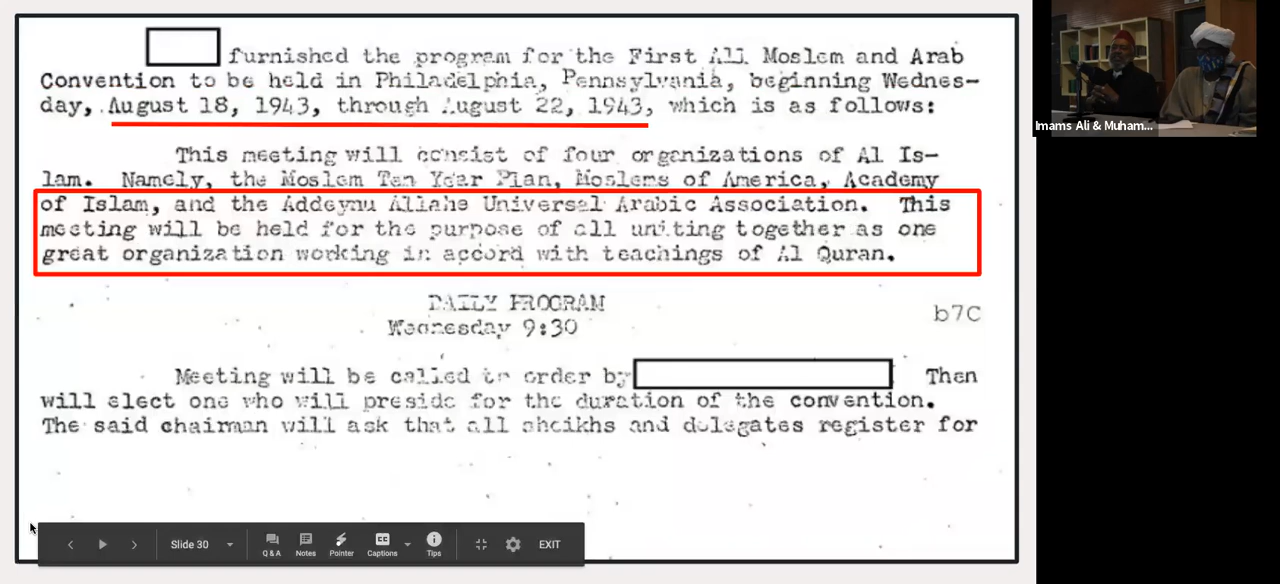 furnished the program for the First All Moslem and Arab
Convention to be held in Philadelphia, Pennsylvania, beginning Wednes-
day, August 18, 1943, through August 22, 1943, which is as follows:
This meeting will consist of four organizations of Al Is-
lam. Namely, the Moslem Ten Year Plan, Moslems of America, Academy
of Islam, and the Addeynu Allahe Universal Arabic Association. This
meeting will be held for the purpose of all uniting together as one
great organization working in accord with teachings of Al Quran.
DAILY PROGRAM
b7C
Wednesday 9:30
Meeting will be called to order by Then
will elect one who will preside for the duration of the convention.
The said chairman will ask that all sheikhs and delegates register for
Slide 30
Q & A
Notes
Pointer
Captions
Tips
EXIT
Imams Ali & Muham...